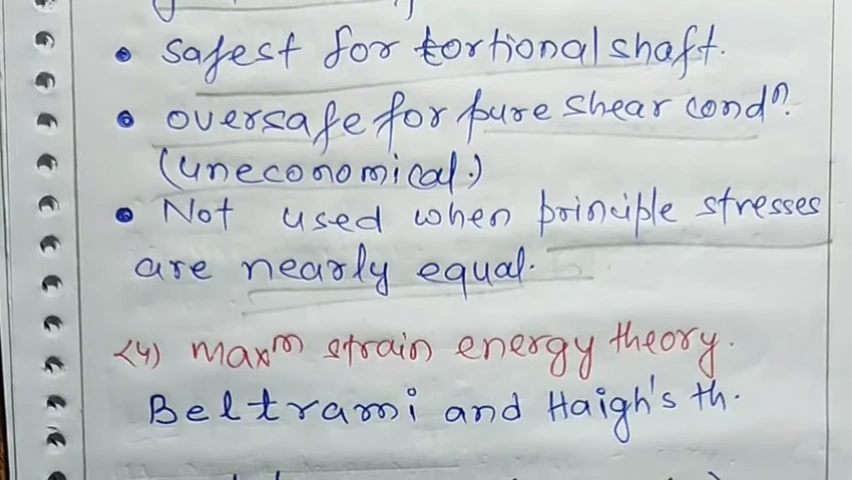 • Safest for tortional shaft.
• oversafe for pure shear condⁿ.
(uneconomical.)
• Not used when principle stresses
are nearly equal.
<4) Maxᵐ strain energy theory.
Beltrami and Haigh's th.